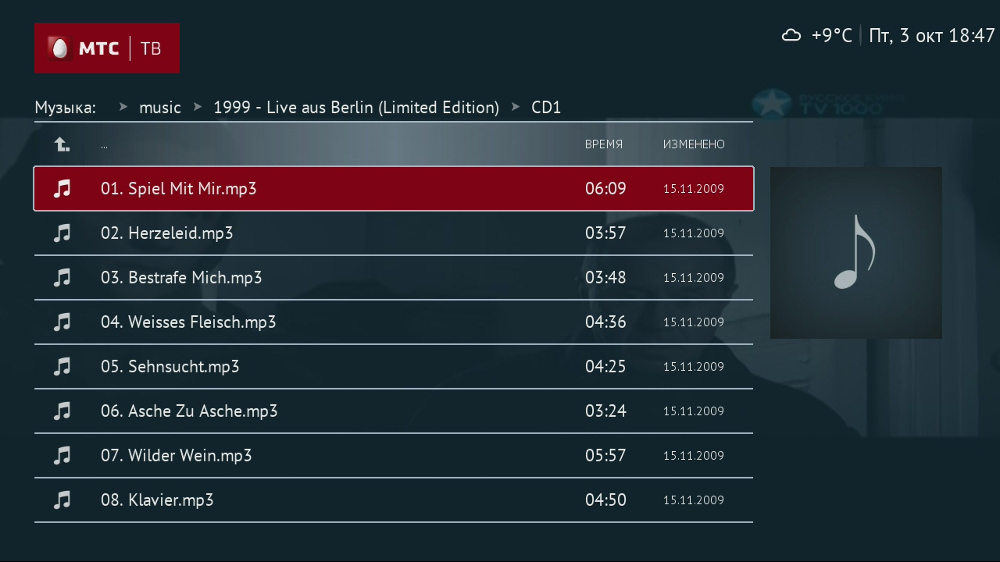 МТС | ТВ
+9°C | Пт, 3 окт 18:47
Музыка: music 1999 - Live aus Berlin (Limited Edition) CD1
РУССКОЕ КИНО
TV 1000
... ВРЕМЯ ИЗМЕНЕНО
01. Spiel Mit Mir.mp3 06:09 15.11.2009
02. Herzeleid.mp3 03:57 15.11.2009
03. Bestrafe Mich.mp3 03:48 15.11.2009
04. Weisses Fleisch.mp3 04:36 15.11.2009
05. Sehnsucht.mp3 04:25 15.11.2009
06. Asche Zu Asche.mp3 03:24 15.11.2009
07. Wilder Wein.mp3 05:57 15.11.2009
08. Klavier.mp3 04:50 15.11.2009